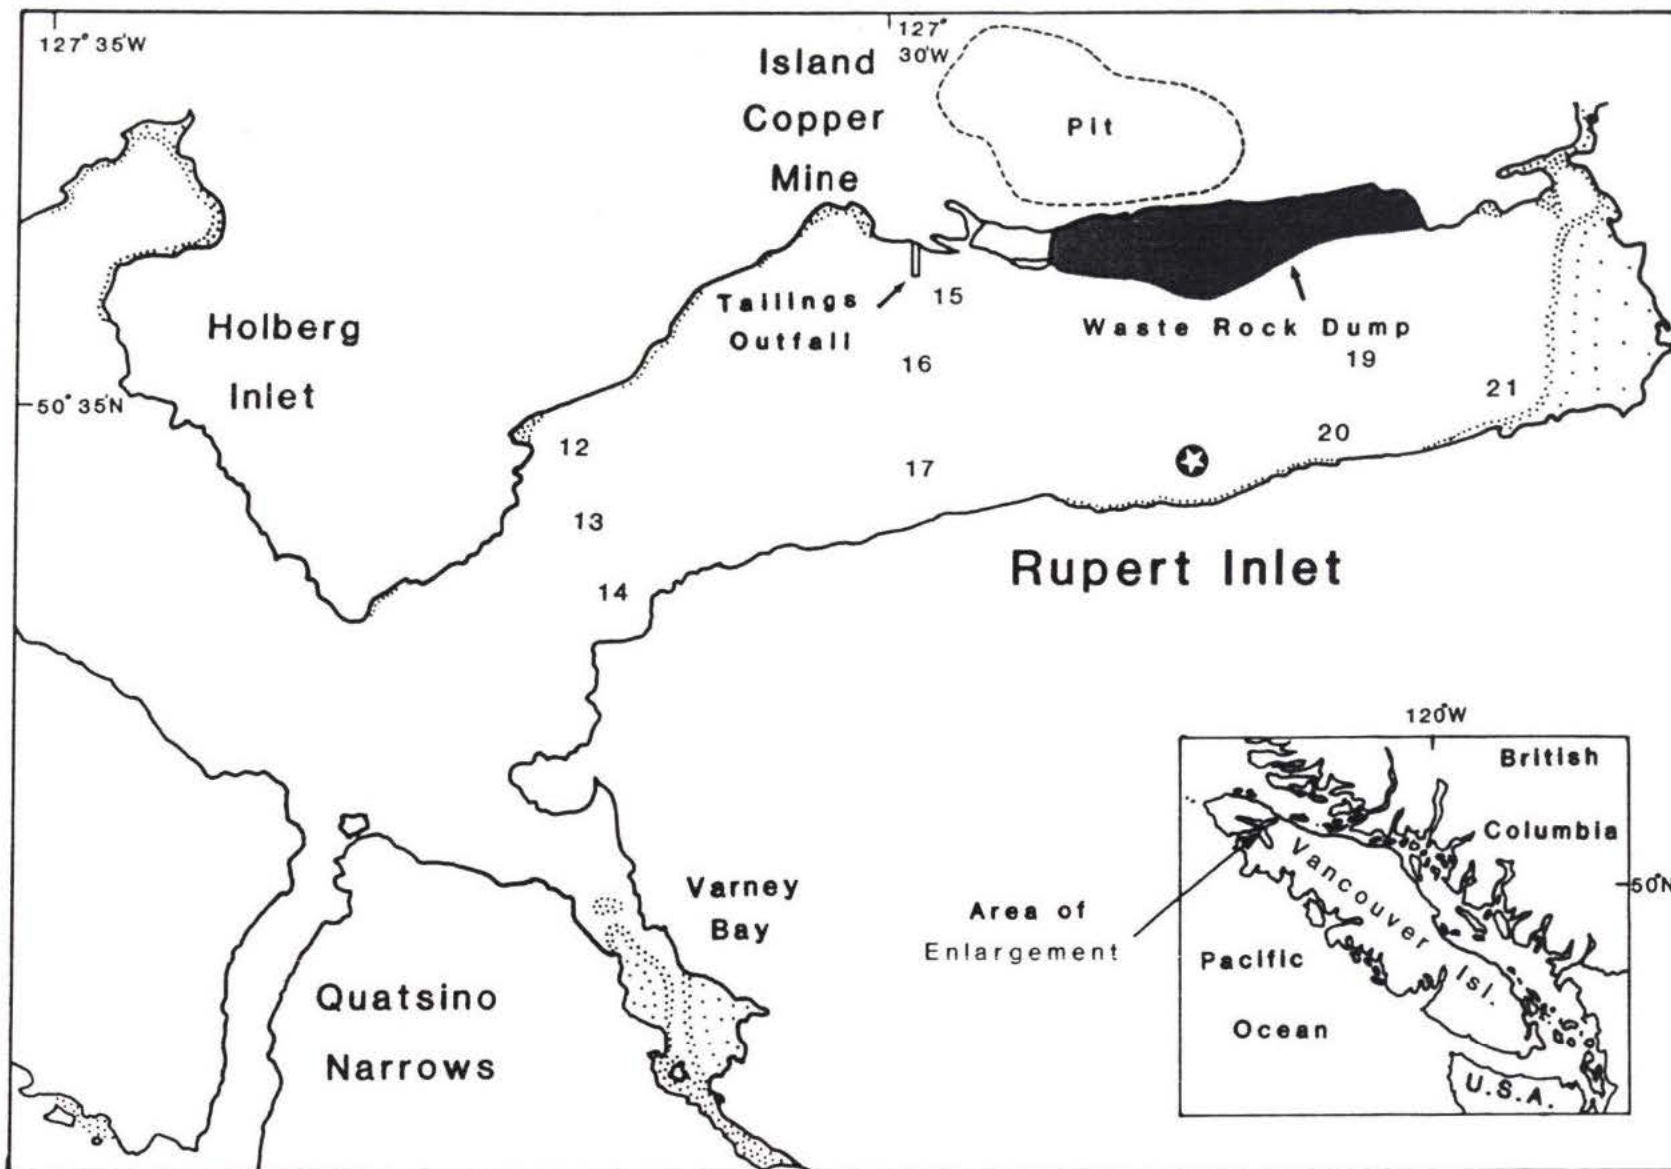 127° 35'W
127°
30'W
Island
Copper
Mine
Pit
Holberg
Inlet
Tailings
Outfall
15
Waste Rock Dump
16
19
21
50° 35'N
12
20
17
13
Rupert Inlet
14
120°W
British
Columbia
Vancouver Isl.
50°N
Varney
Bay
Area of
Enlargement
Pacific
Ocean
Quatsino
Narrows
U.S.A.